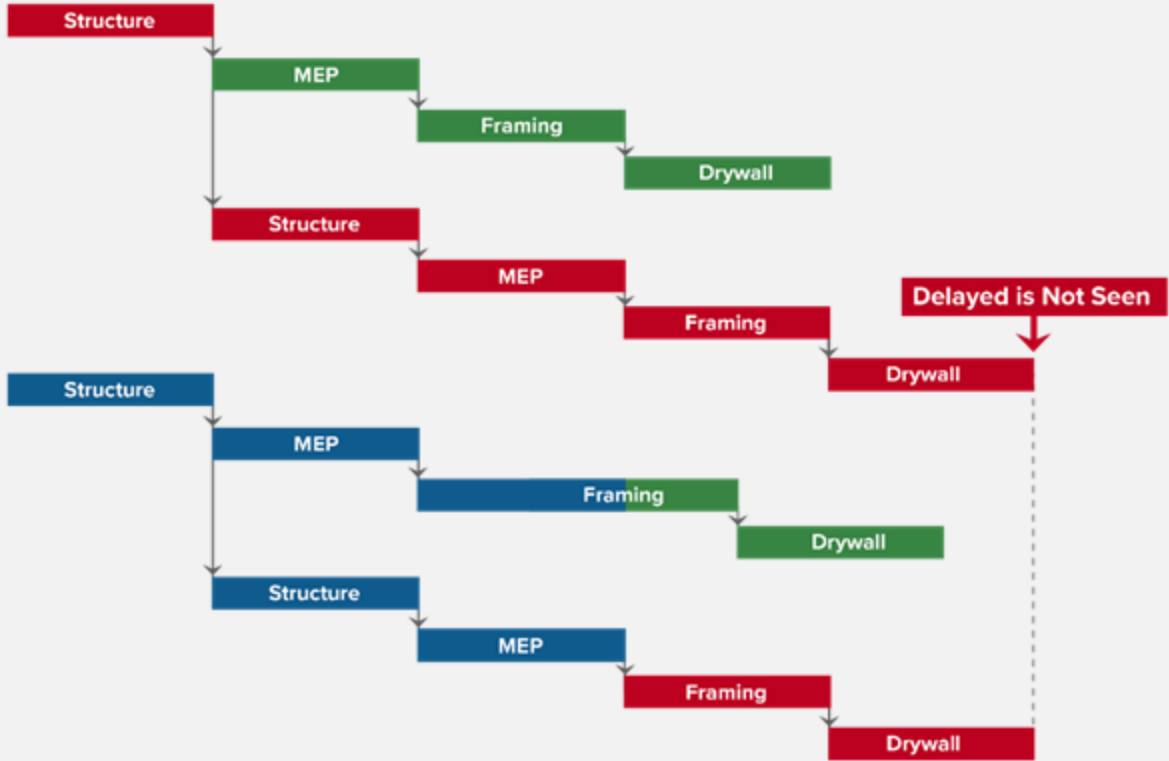 Structure
MEP
Framing
Drywall
Structure
MEP
Framing
Delayed is Not Seen
Drywall
Structure
MEP
Framing
Drywall
Structure
MEP
Framing
Drywall